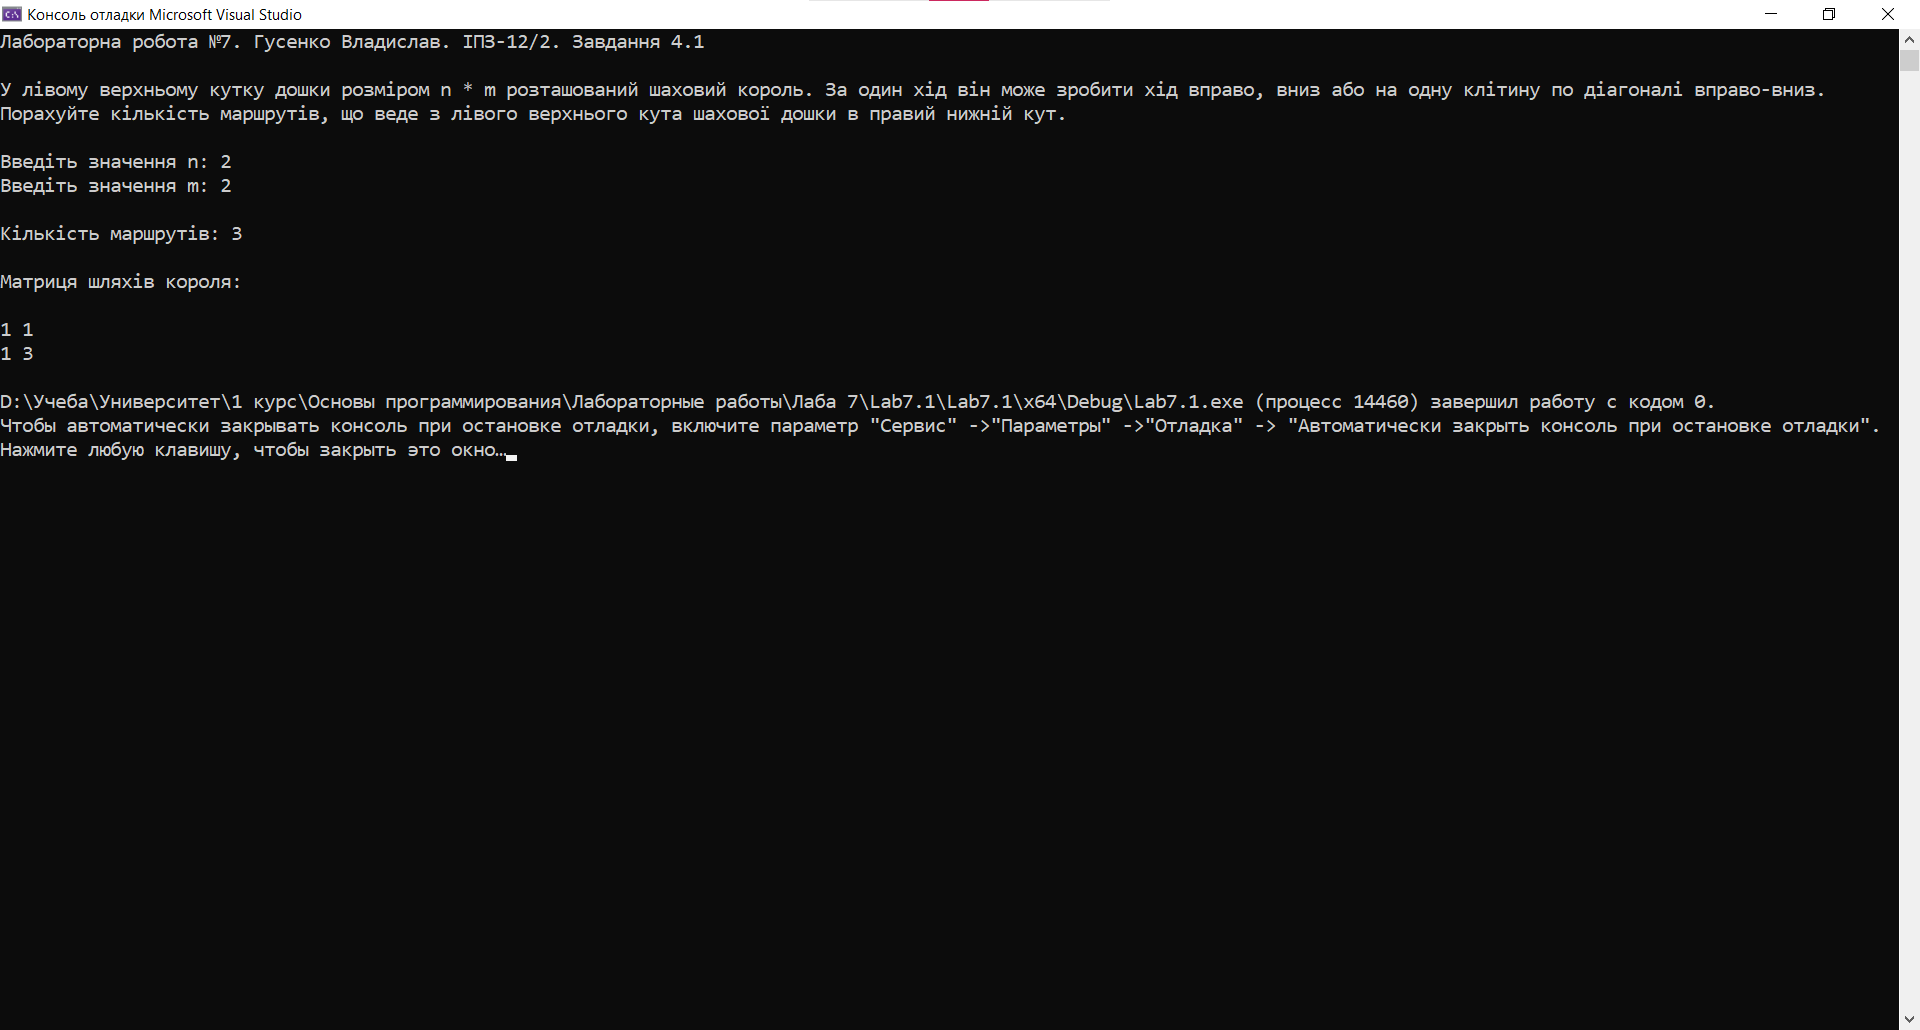 Консоль отладки Microsoft Visual Studio
Лабораторна робота №7. Гусенко Владислав. ІПЗ-12/2. Завдання 4.1
У лівому верхньому кутку дошки розміром n * m розташований шаховий король. За один хід він може зробити хід вправо, вниз або на одну клітину по діагоналі вправо-вниз.
Порахуйте кількість маршрутів, що веде з лівого верхнього кута шахової дошки в правий нижній кут.
Введіть значення n: 2
Введіть значення m: 2
Кількість маршрутів: 3
Матриця шляхів короля:
1 1
1 3
D:\Учеба\Университет\1 курс\Основы программирования\Лабораторные работы\Лаба 7\Lab7.1\Lab7.1\x64\Debug\Lab7.1.exe (процесс 14460) завершил работу с кодом 0.
Чтобы автоматически закрывать консоль при остановке отладки, включите параметр "Сервис" ->"Параметры" ->"Отладка" -> "Автоматически закрыть консоль при остановке отладки".
Нажмите любую клавишу, чтобы закрыть это окно…